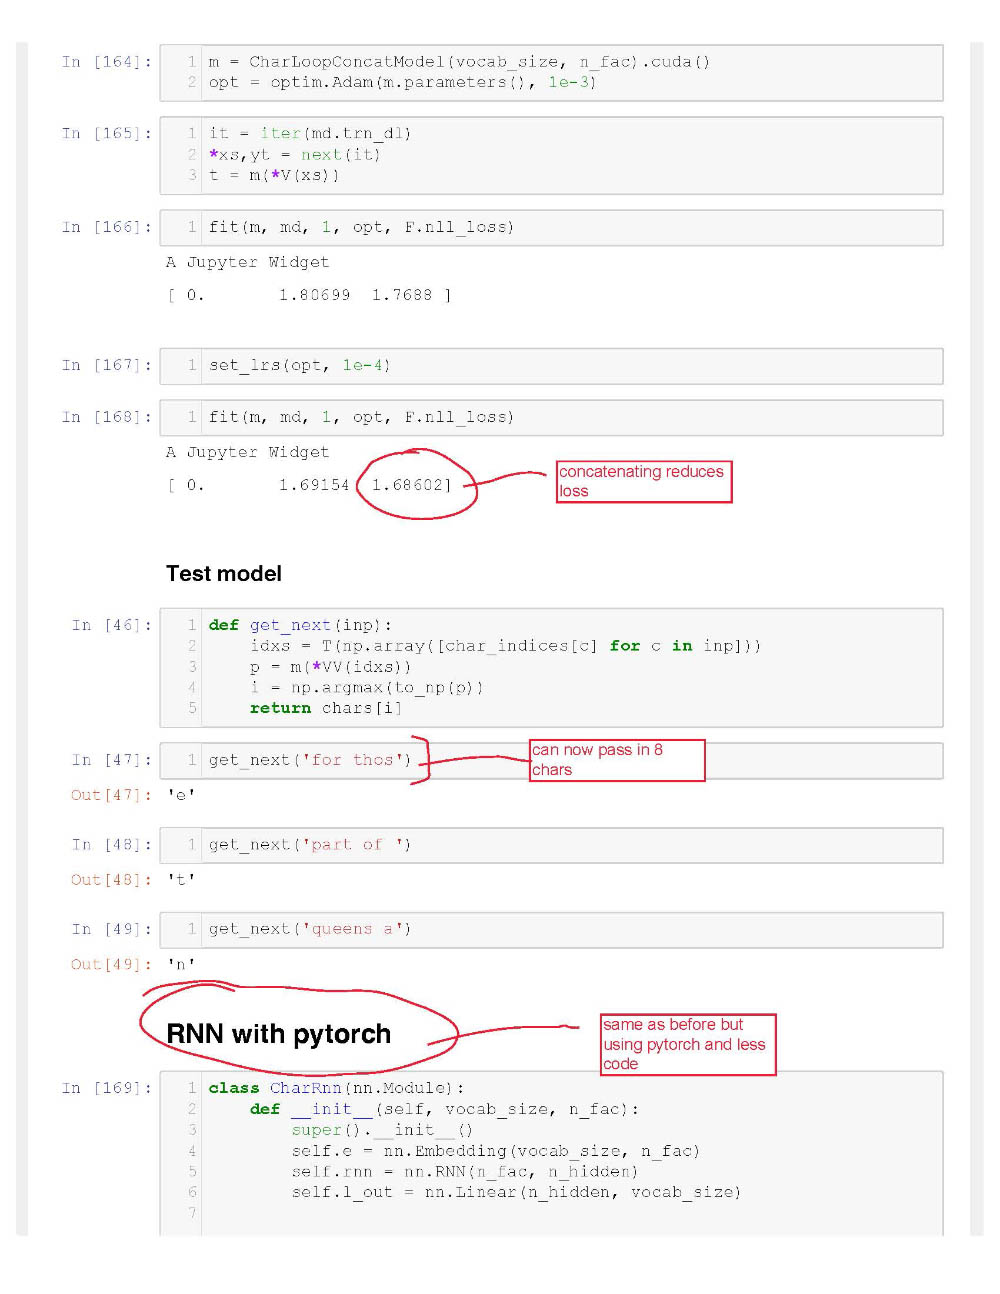 In [164]:
1 m = CharLoopConcatModel(vocab_size, n_fac).cuda()
2 opt = optim.Adam(m.parameters(), 1e-3)
In [165]:
1 it = iter(md.trn_dl)
2 *xs,yt = next(it)
3 t = m(*V(xs))
In [166]:
1 fit(m, md, 1, opt, F.nll_loss)
A Jupyter Widget
[ 0. 1.80699 1.7688 ]
In [167]:
1 set_lrs(opt, 1e-4)
In [168]:
1 fit(m, md, 1, opt, F.nll_loss)
A Jupyter Widget
[ 0. 1.69154 1.68602]
concatenating reduces
loss
Test model
In [46]:
1 def get_next(inp):
2     idxs = T(np.array([char_indices[c] for c in inp]))
3     p = m(*VV(idxs))
4     i = np.argmax(to_np(p))
5     return chars[i]
In [47]:
1 get_next('for thos')
can now pass in 8
chars
Out[47]: 'e'
In [48]:
1 get_next('part of ')
Out[48]: 't'
In [49]:
1 get_next('queens a')
Out[49]: 'n'
RNN with pytorch
same as before but
using pytorch and less
code
In [169]:
1 class CharRnn(nn.Module):
2     def __init__(self, vocab_size, n_fac):
3         super().__init__()
4         self.e = nn.Embedding(vocab_size, n_fac)
5         self.rnn = nn.RNN(n_fac, n_hidden)
6         self.l_out = nn.Linear(n_hidden, vocab_size)
7